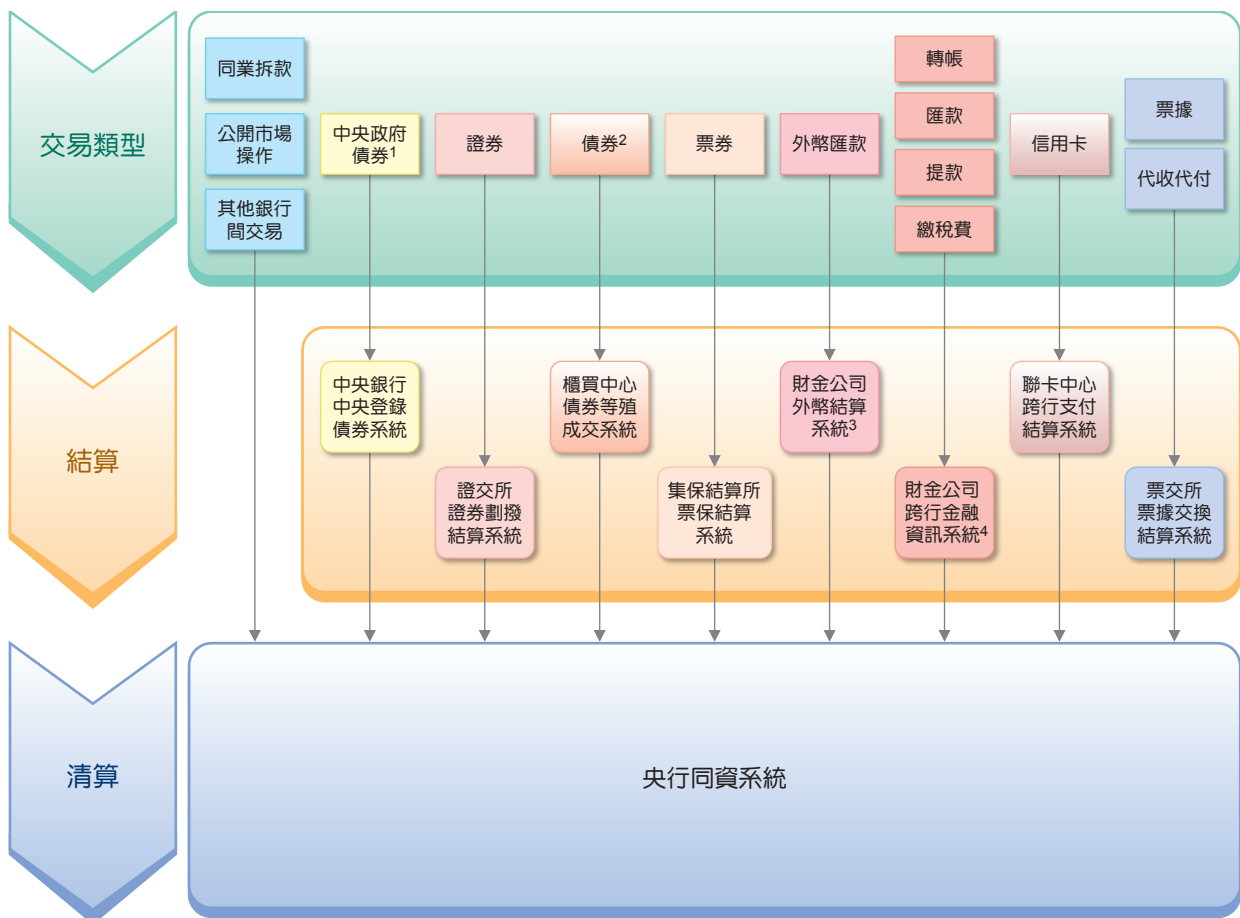 交易類型
同業拆款
公開市場
操作
其他銀行
間交易
中央政府
債券1
證券
債券2
票券
外幣匯款
轉帳
匯款
提款
繳稅費
信用卡
票據
代收代付
結算
中央銀行
中央登錄
債券系統
證交所
證券劃撥
結算系統
櫃買中心
債券等殖
成交系統
集保結算所
票保結算
系統
財金公司
外幣結算
系統3
財金公司
跨行金融
資訊系統4
聯卡中心
跨行支付
結算系統
票交所
票據交換
結算系統
清算
央行同資系統